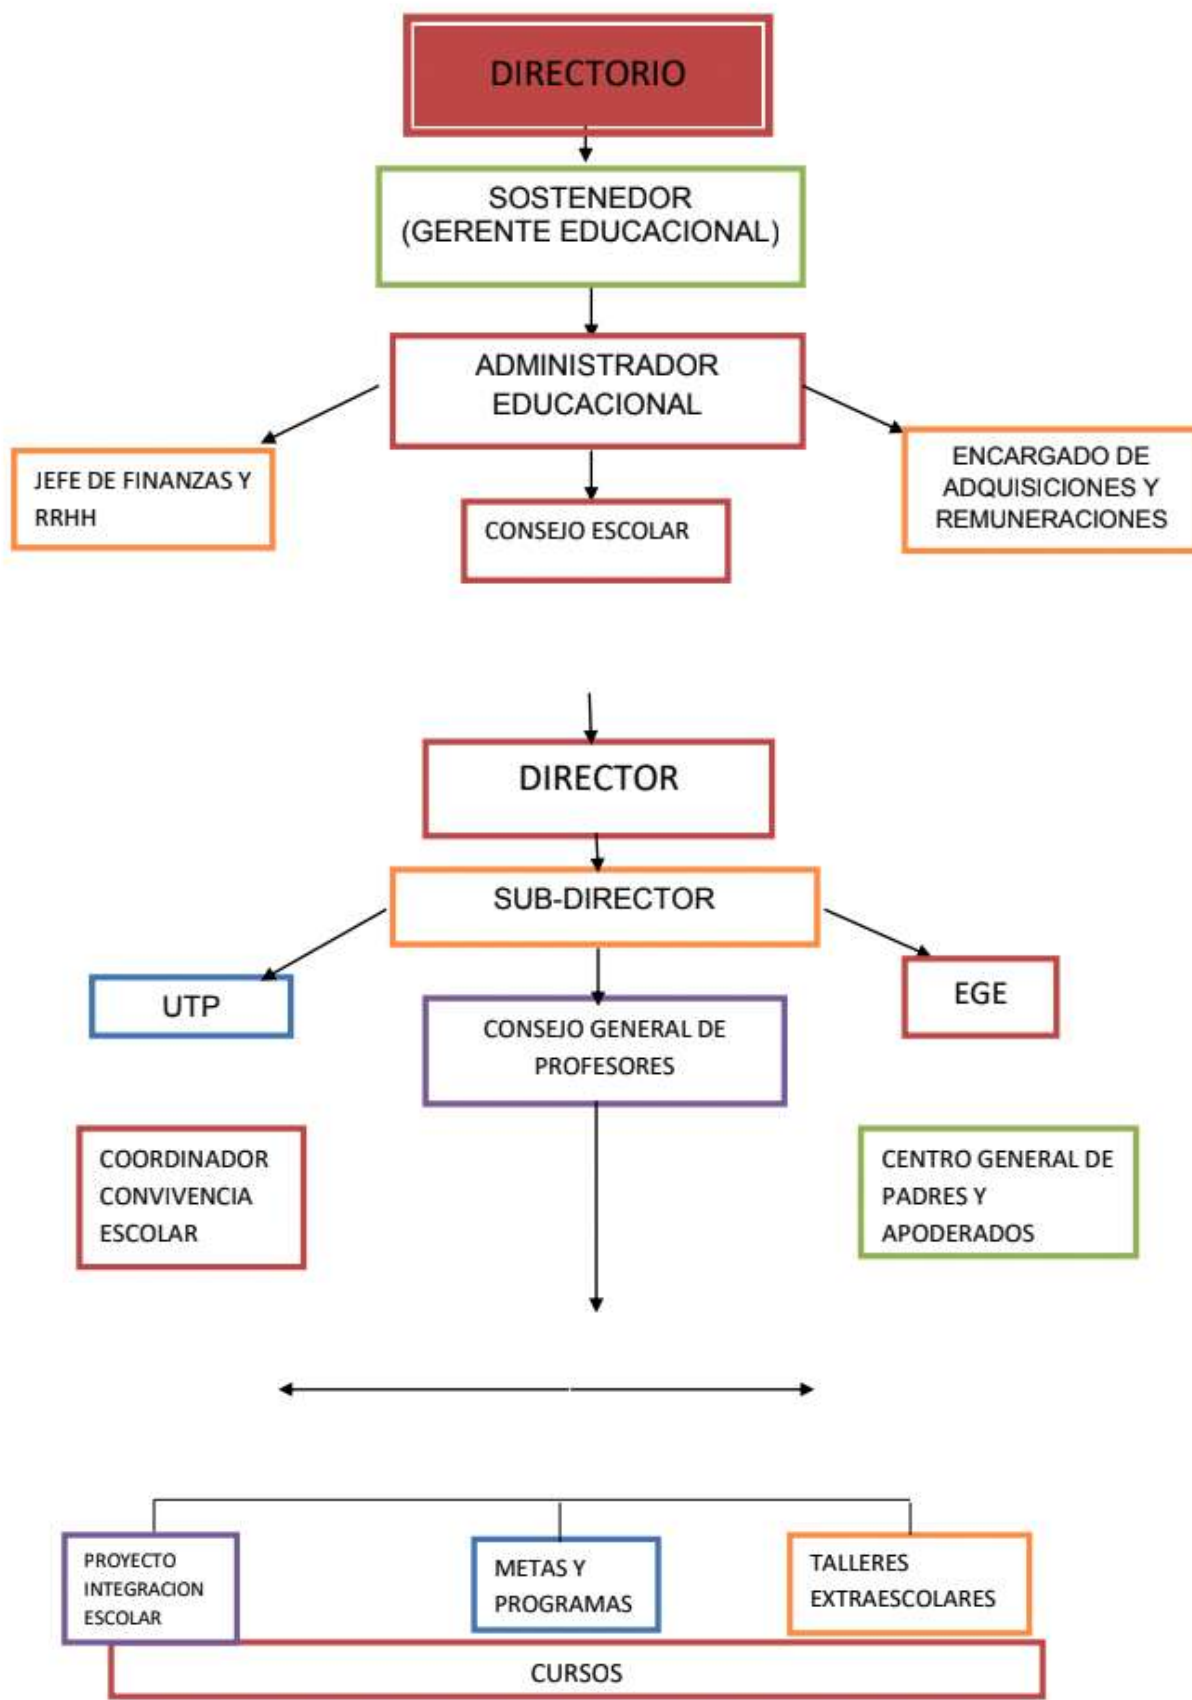 DIRECTORIO
SOSTENEDOR
(GERENTE EDUCACIONAL)
ADMINISTRADOR
EDUCACIONAL
JEFE DE FINANZAS Y
RRHH
CONSEJO ESCOLAR
ENCARGADO DE
ADQUISICIONES Y
REMUNERACIONES
DIRECTOR
SUB-DIRECTOR
UTP
CONSEJO GENERAL DE
PROFESORES
EGE
COORDINADOR
CONVIVENCIA
ESCOLAR
CENTRO GENERAL DE
PADRES Y
APODERADOS
PROYECTO
INTEGRACION
ESCOLAR
METAS Y
PROGRAMAS
TALLERES
EXTRAESCOLARES
CURSOS